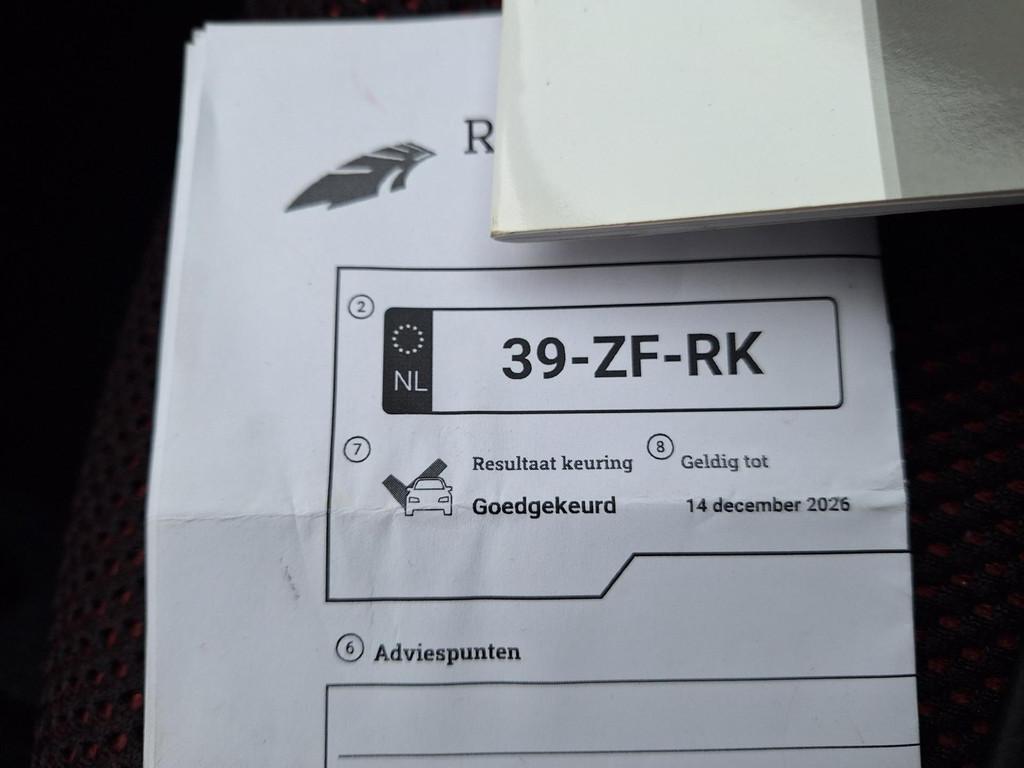 R
2
NL
39-ZF-RK
7
Resultaat keuring
8
Geldig tot
Goedgekeurd
14 december 2026
6
Adviespunten